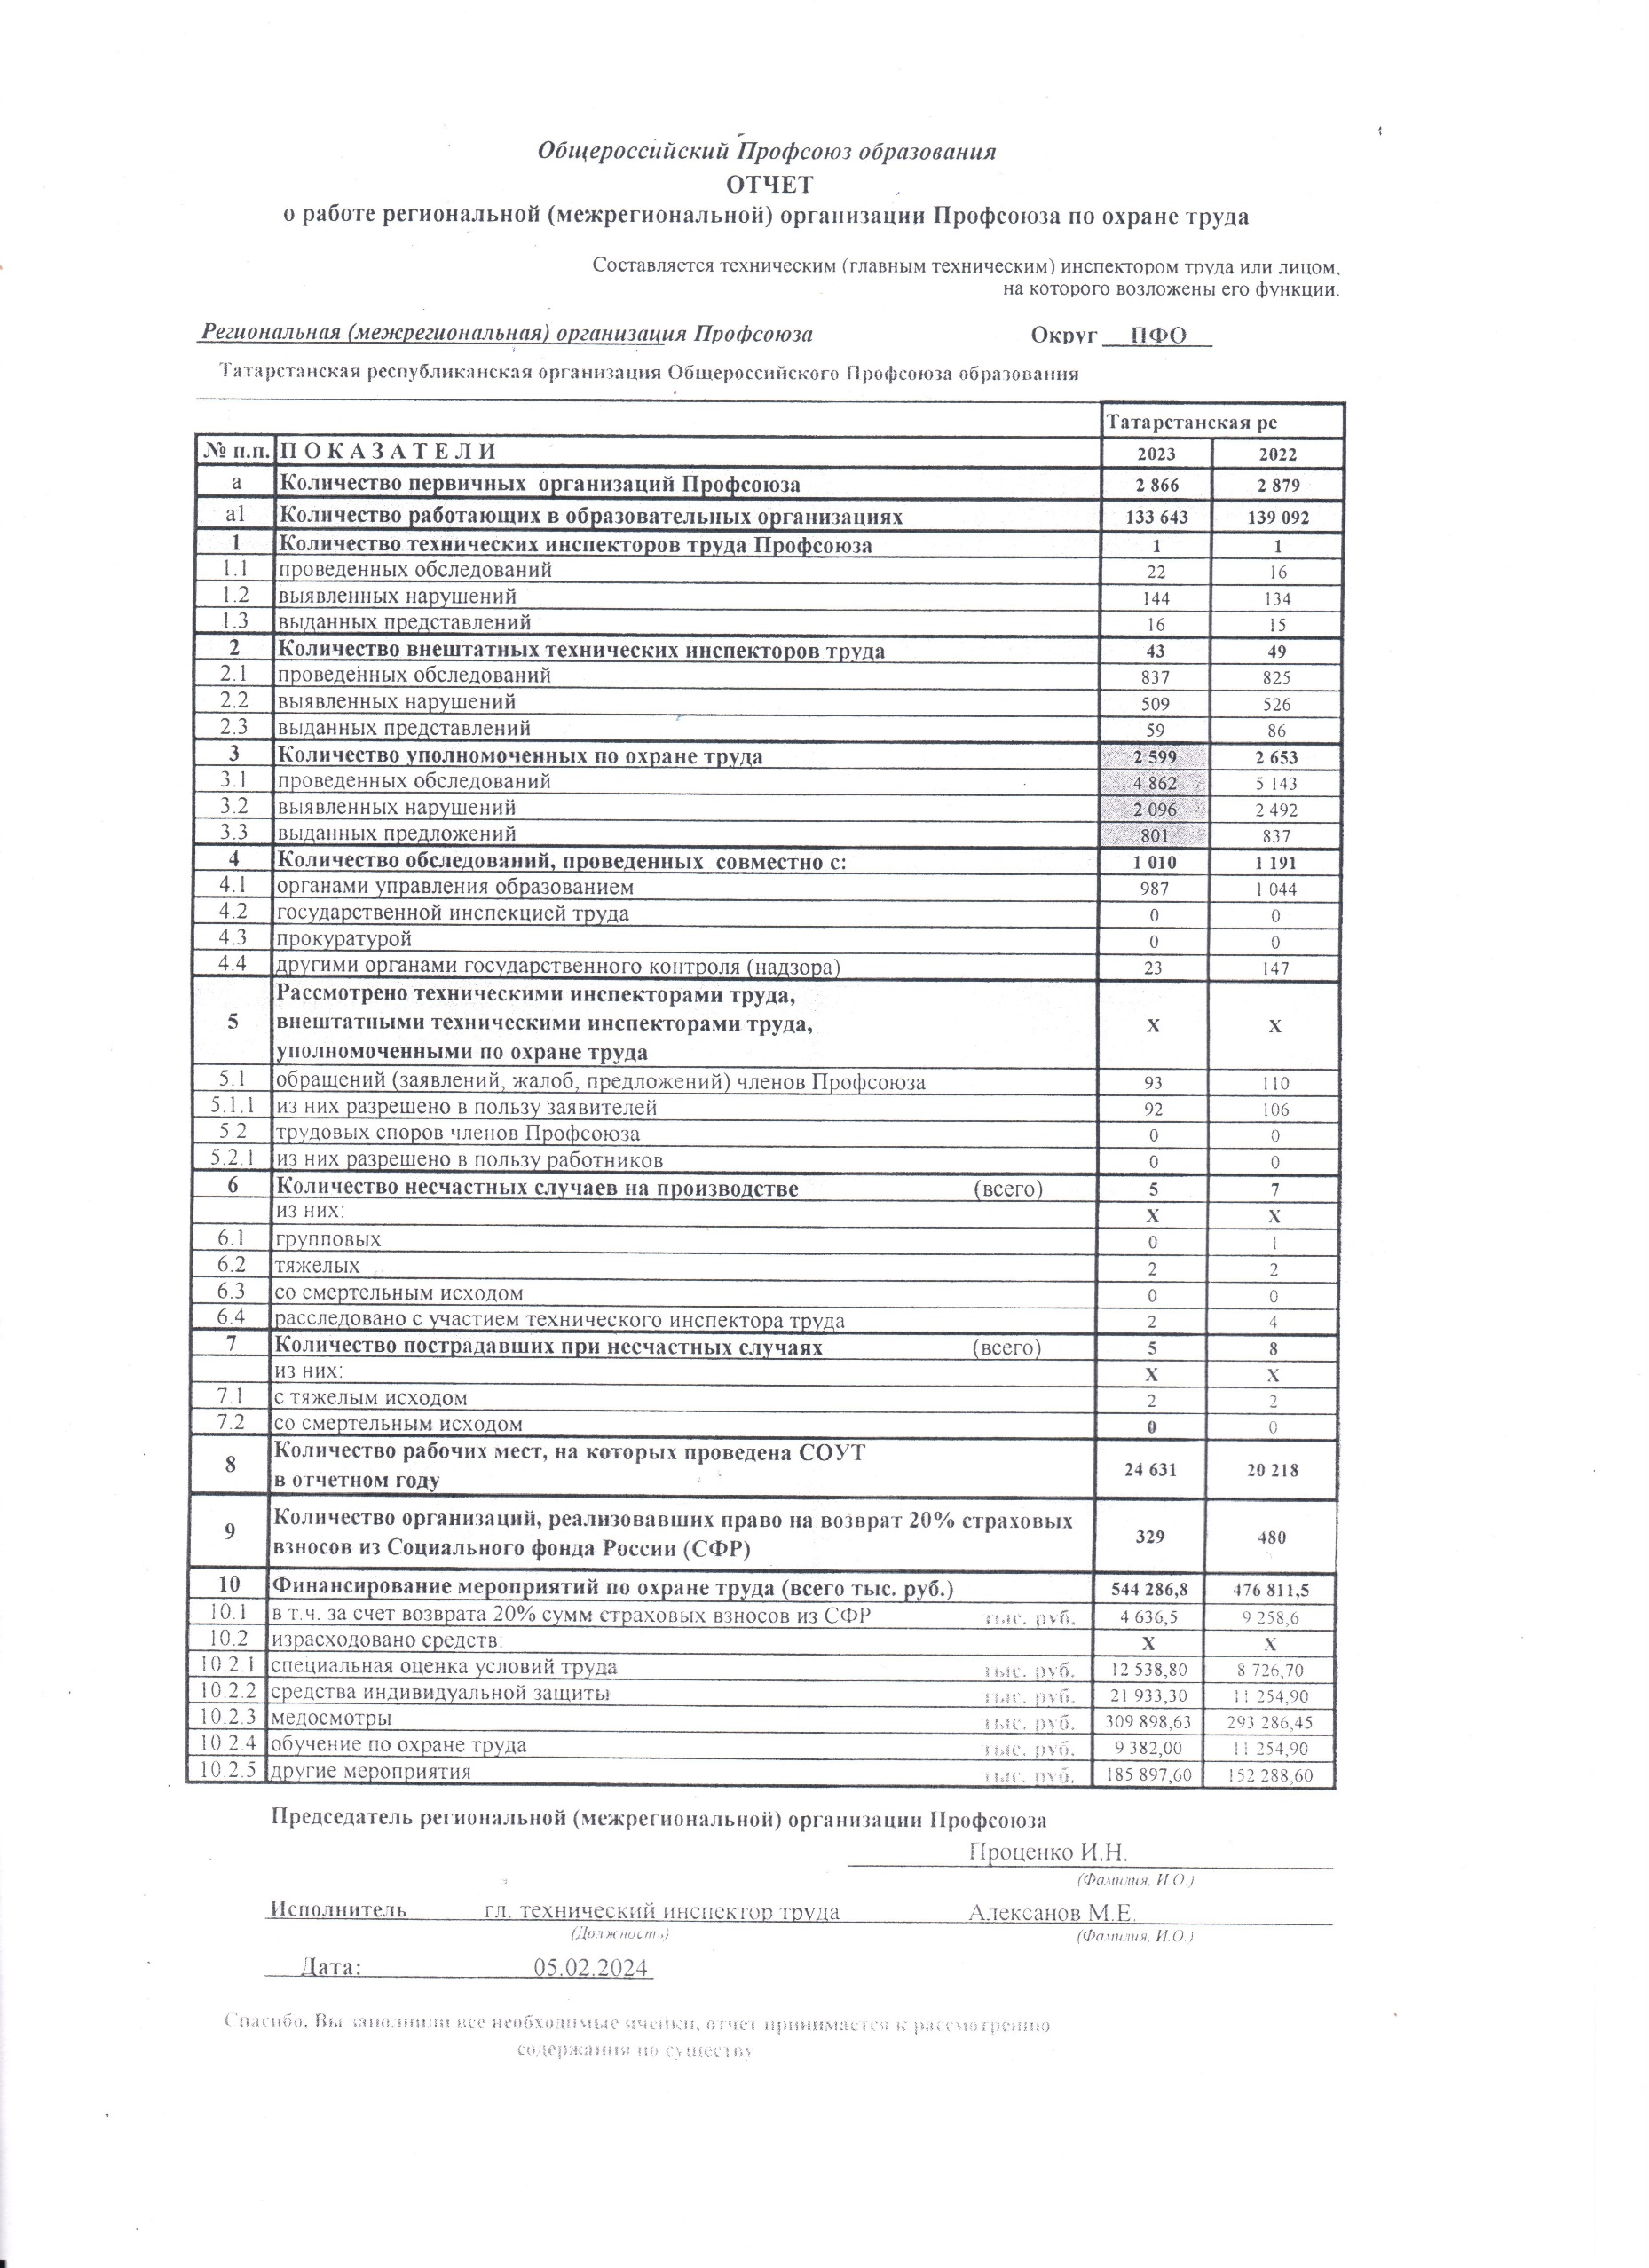 Общероссийский Профсоюз образования
ОТЧЕТ
о работе региональной (межрегиональной) организации Профсоюза по охране труда
Составляется техническим (главным техническим) инспектором труда или лицом,
на которого возложены его функции.
Региональная (межрегиональная) организация Профсоюза Округ ПФО
Татарстанская республиканская организация Общероссийского Профсоюза образования
Татарстанская ре
№ п.п. П О К А З А Т Е Л И 2023 2022
а Количество первичных организаций Профсоюза 2 866 2 879
а1 Количество работающих в образовательных организациях 133 643 139 092
1 Количество технических инспекторов труда Профсоюза 1 1
1.1 проведенных обследований 22 16
1.2 выявленных нарушений 144 134
1.3 выданных представлений 16 15
2 Количество внештатных технических инспекторов труда 43 49
2.1 проведенных обследований 837 825
2.2 выявленных нарушений 509 526
2.3 выданных представлений 59 86
3 Количество уполномоченных по охране труда 2 599 2 653
3.1 проведенных обследований 4 862 5 143
3.2 выявленных нарушений 2 096 2 492
3.3 выданных предложений 801 837
4 Количество обследований, проведенных совместно с: 1 010 1 191
4.1 органами управления образованием 987 1 044
4.2 государственной инспекцией труда 0 0
4.3 прокуратурой 0 0
4.4 другими органами государственного контроля (надзора) 23 147
Рассмотрено техническими инспекторами труда,
5 внештатными техническими инспекторами труда, Х Х
уполномоченными по охране труда
5.1 обращений (заявлений, жалоб, предложений) членов Профсоюза 93 110
5.1.1 из них разрешено в пользу заявителей 92 106
5.2 трудовых споров членов Профсоюза 0 0
5.2.1 из них разрешено в пользу работников 0 0
6 Количество несчастных случаев на производстве (всего) 5 7
из них: Х Х
6.1 групповых 0 1
6.2 тяжелых 2 2
6.3 со смертельным исходом 0 0
6.4 расследовано с участием технического инспектора труда 2 4
7 Количество пострадавших при несчастных случаях (всего) 5 8
из них: Х Х
7.1 с тяжелым исходом 2 2
7.2 со смертельным исходом 0 0
8 Количество рабочих мест, на которых проведена СОУТ 24 631 20 218
в отчетном году
9 Количество организаций, реализовавших право на возврат 20% страховых 329 480
взносов из Социального фонда России (СФР)
10 Финансирование мероприятий по охране труда (всего тыс. руб.) 544 286,8 476 811,5
10.1 в т.ч. за счет возврата 20% сумм страховых взносов из СФР тыс. руб. 4 636,5 9 258,6
10.2 израсходовано средств: Х Х
10.2.1 специальная оценка условий труда тыс. руб. 12 538,80 8 726,70
10.2.2 средства индивидуальной защиты тыс. руб. 21 933,30 11 254,90
10.2.3 медосмотры тыс. руб. 309 898,63 293 286,45
10.2.4 обучение по охране труда тыс. руб. 9 382,00 11 254,90
10.2.5 другие мероприятия тыс. руб. 185 897,60 152 288,60
Председатель региональной (межрегиональной) организации Профсоюза
Проценко И.Н.
(Фамилия, И.О.)
Исполнитель гл. технический инспектор труда Алексанов М.Е.
(Должность) (Фамилия, И.О.)
Дата: 05.02.2024
Спасибо, Вы заполнили все необходимые ячейки, отчет принимается к рассмотрению
содержания по существу